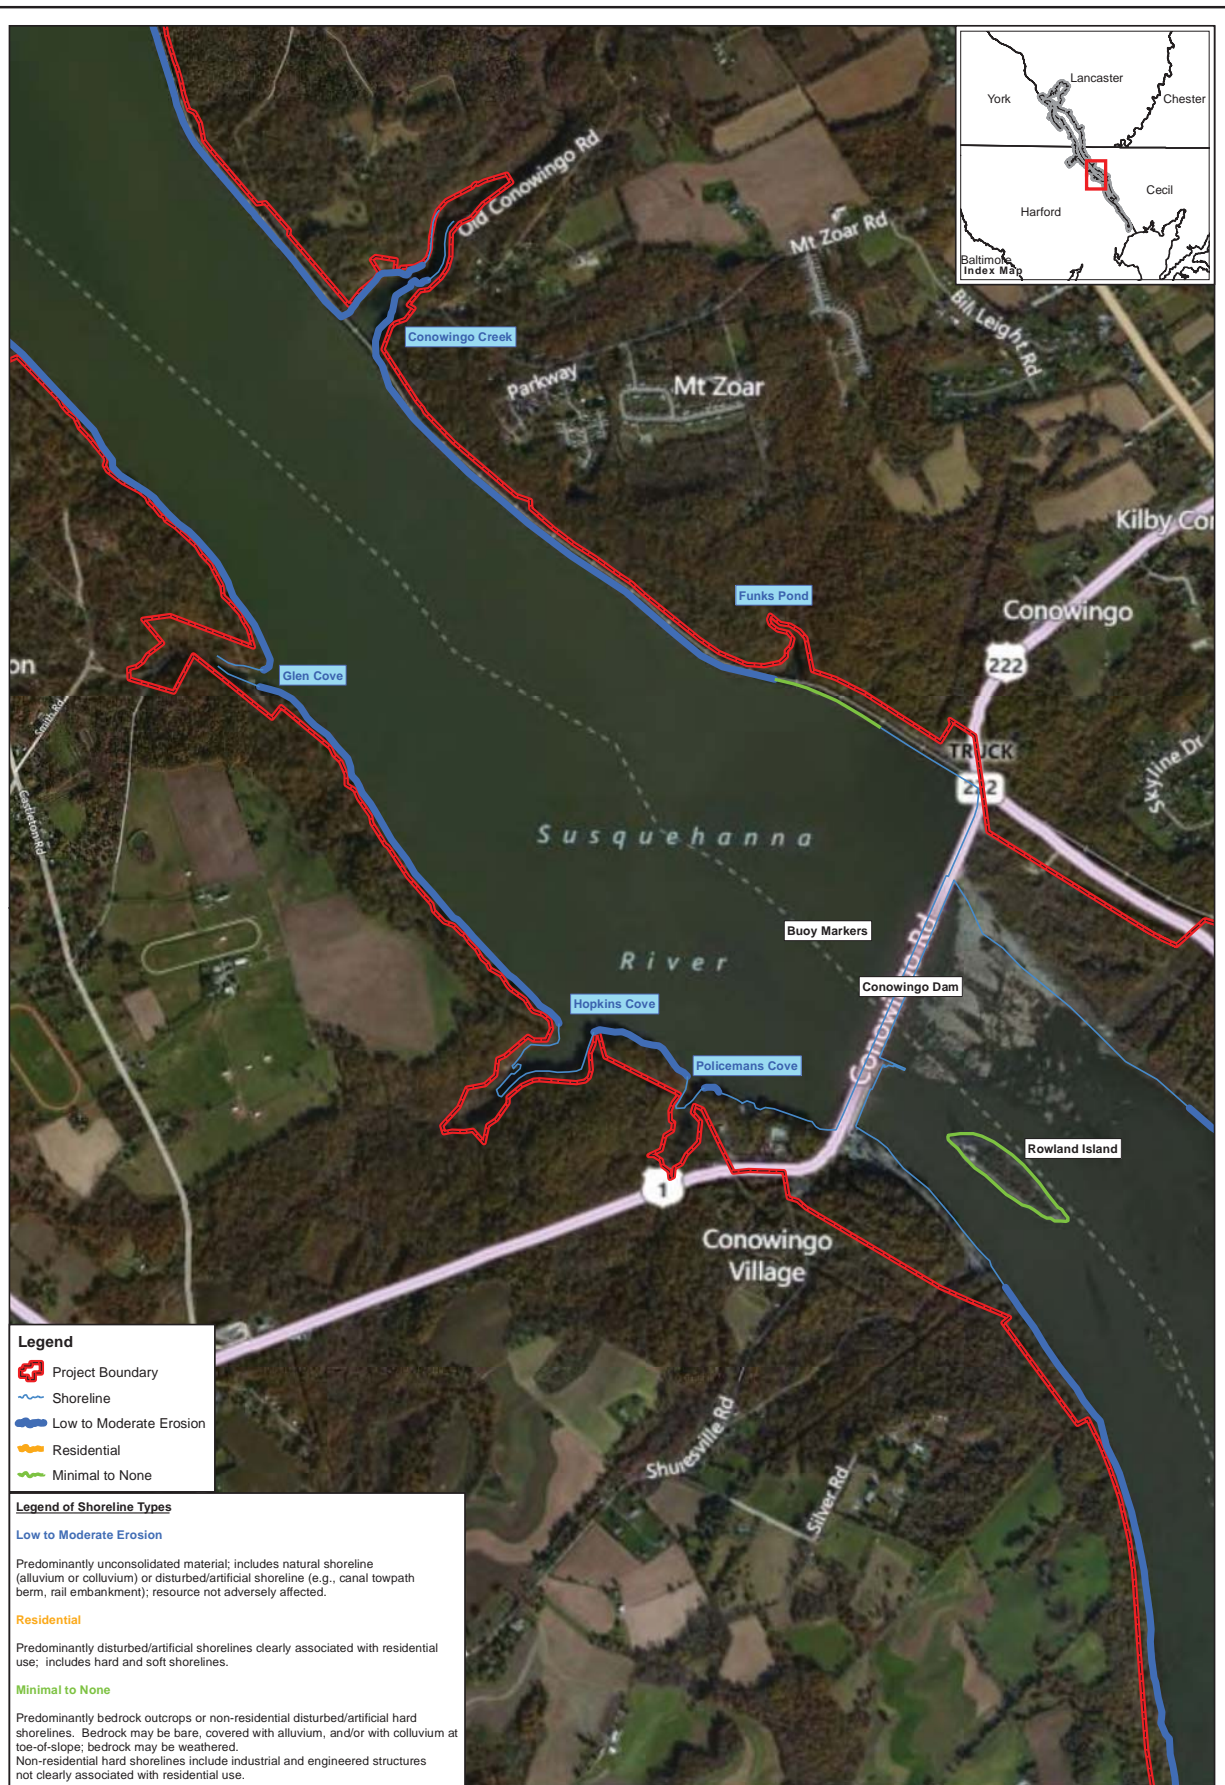 Lancaster
York
Chester
Cecil
Harford
Baltimore
Index Map
Old Conowingo Rd
Mt Zoar Rd
Bill Leight Rd
Conowingo Creek
Parkway
Mt Zoar
Kilby Cor
Funks Pond
Conowingo
222
on
Glen Cove
Smith Rd
TRUCK
222
Skyline Dr
Castleton Rd
Susquehanna
River
Buoy Markers
Conowingo Rd
Conowingo Dam
Hopkins Cove
Policemans Cove
Rowland Island
1
Conowingo
Village
Shuresville Rd
Silver Rd
Legend
Project Boundary
Shoreline
Low to Moderate Erosion
Residential
Minimal to None
Legend of Shoreline Types
Low to Moderate Erosion
Predominantly unconsolidated material; includes natural shoreline
(alluvium or colluvium) or disturbed/artificial shoreline (e.g., canal towpath
berm, rail embankment); resource not adversely affected.
Residential
Predominantly disturbed/artificial shorelines clearly associated with residential
use; includes hard and soft shorelines.
Minimal to None
Predominantly bedrock outcrops or non-residential disturbed/artificial hard
shorelines. Bedrock may be bare, covered with alluvium, and/or with colluvium at
toe-of-slope; bedrock may be weathered.
Non-residential hard shorelines include industrial and engineered structures
not clearly associated with residential use.